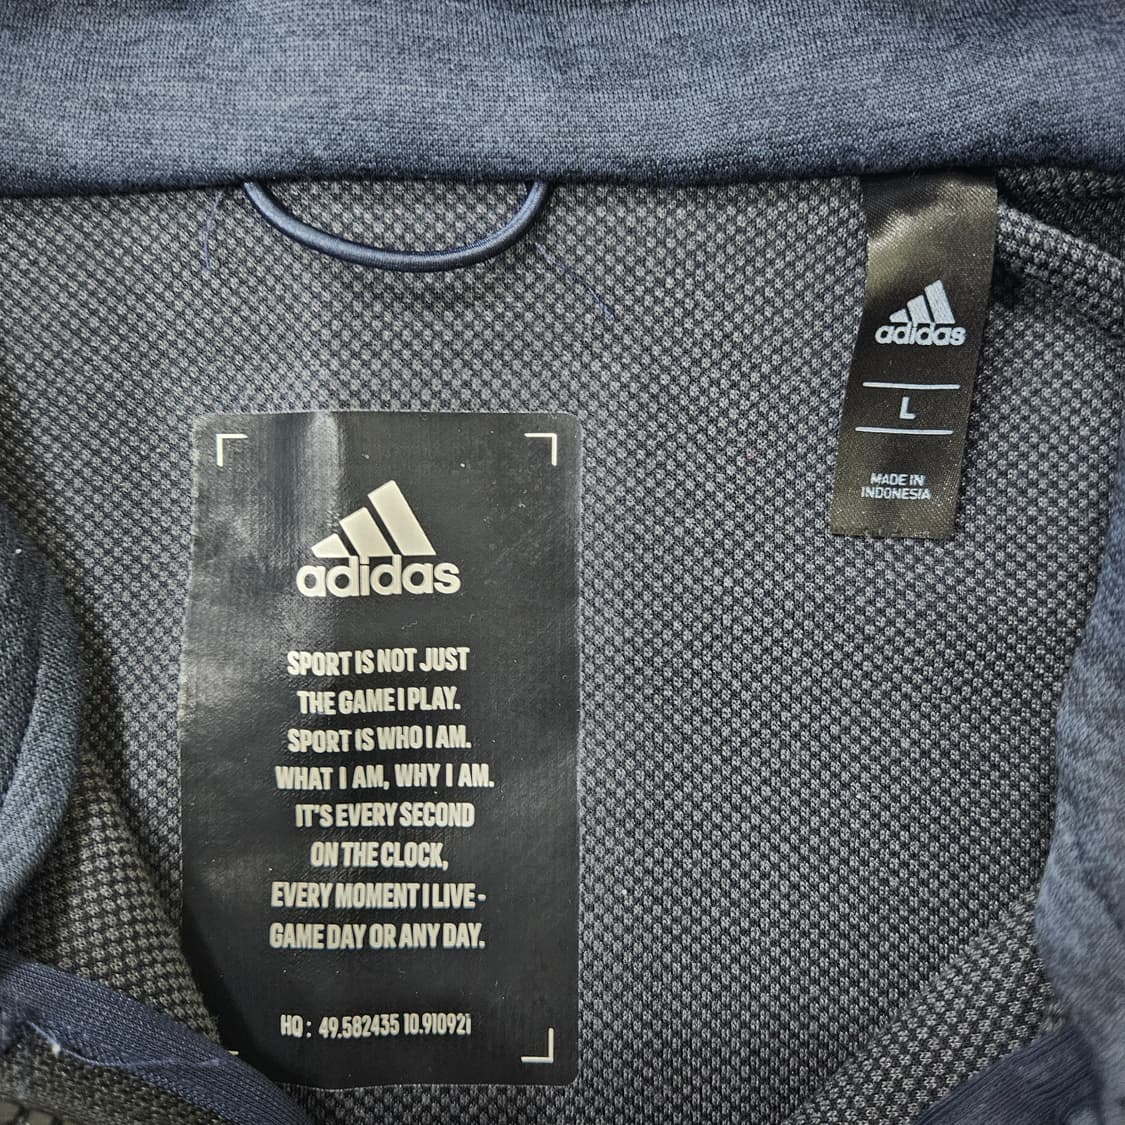 adidas
L
MADE IN
INDONESIA
adidas
SPORT IS NOT JUST
THE GAME I PLAY.
SPORT IS WHO I AM.
WHAT I AM, WHY I AM.
IT'S EVERY SECOND
ON THE CLOCK,
EVERY MOMENT I LIVE -
GAME DAY OR ANY DAY.
HQ: 49.582435 10.910921